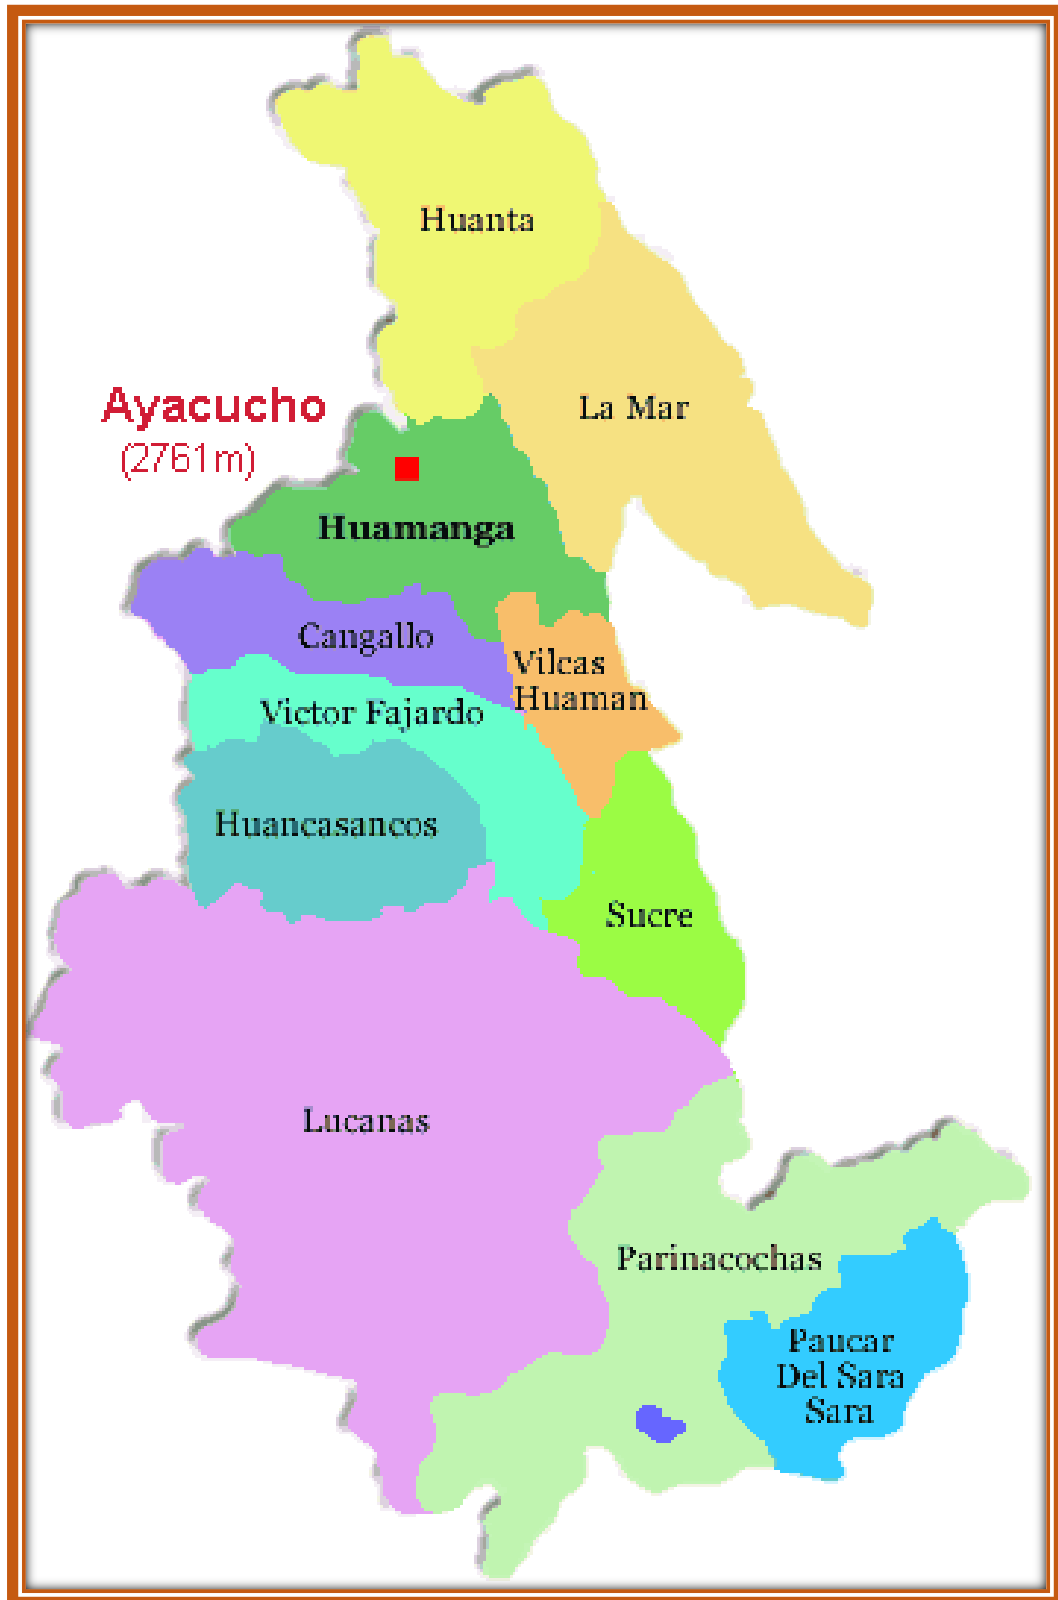 Huanta
La Mar
Ayacucho
(2761m)
Huamanga
Cangallo
Vilcas
Huaman
Victor Fajardo
Huancasancos
Sucre
Lucanas
Parinacochas
Paucar
Del Sara
Sara